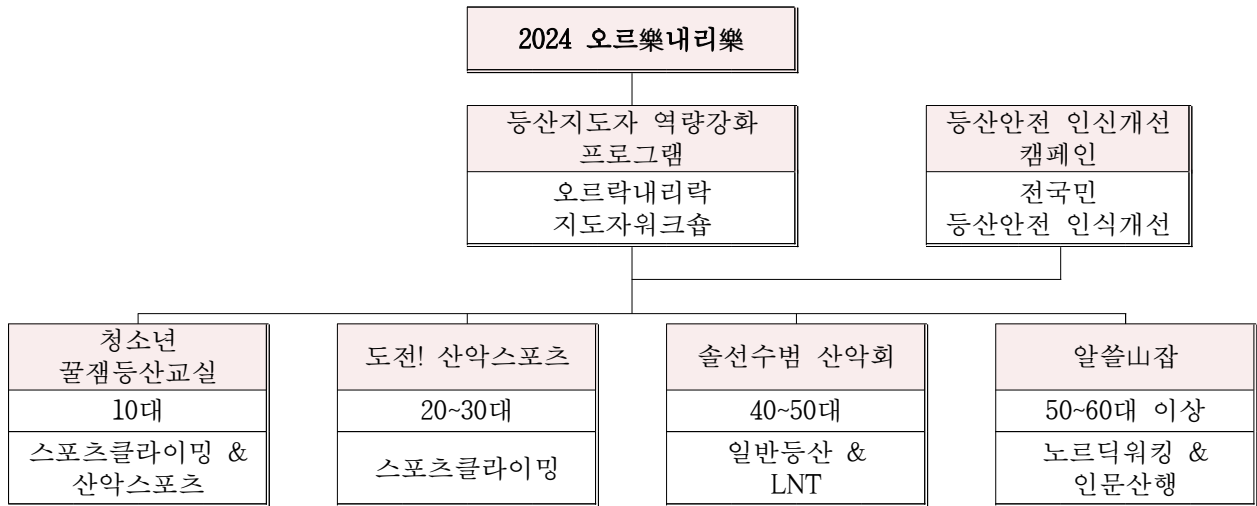 2024 오르樂내리樂
등산지도자 역량강화
프로그램
오르락내리락
지도자워크숍
등산안전 인신개선
캠페인
전국민
등산안전 인식개선
청소년
꿀잼등산교실
10대
스포츠클라이밍 &
산악스포츠
도전! 산악스포츠
20~30대
스포츠클라이밍
솔선수범 산악회
40~50대
일반등산 &
LNT
알쓸山잡
50~60대 이상
노르딕워킹 &
인문산행